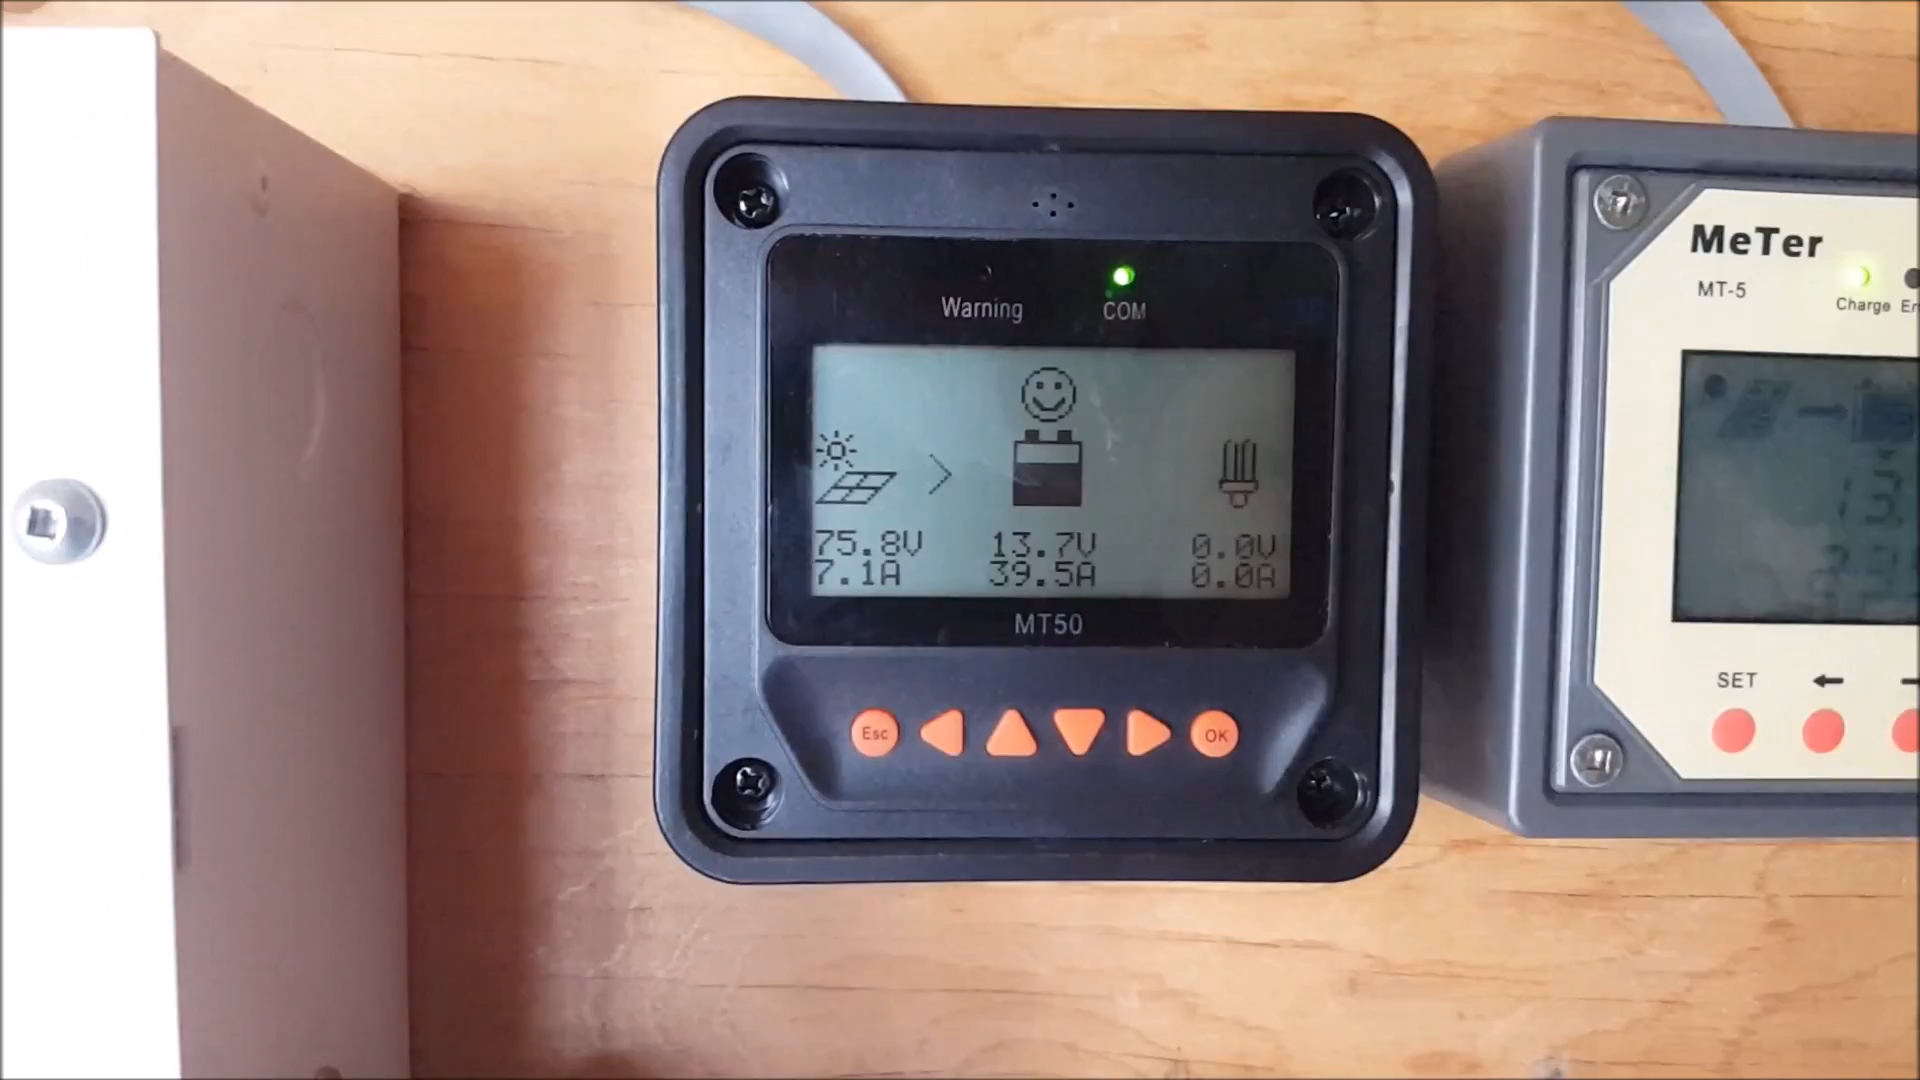 Warning COM
75.8V 13.7V 0.0V
7.1A 39.5A 0.0A
MT50
Esc OK
MeTer
MT-5
Charge
SET